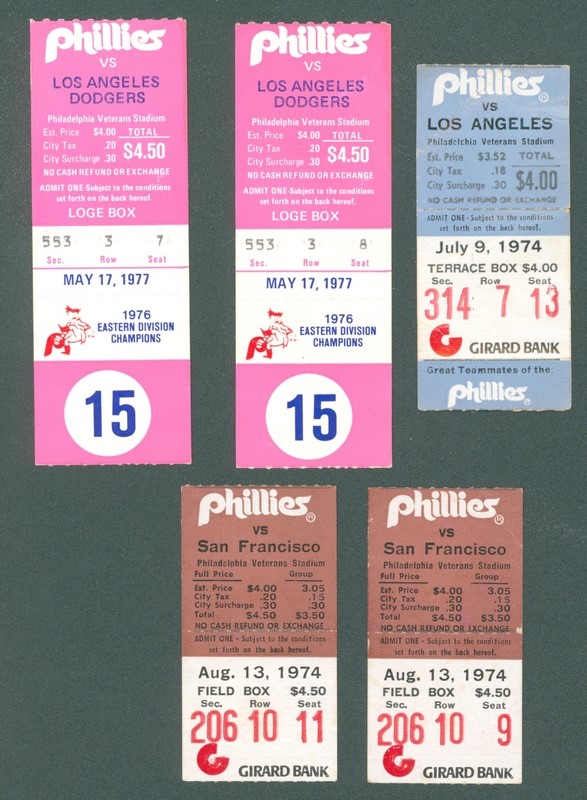 Phillies
VS
LOS ANGELES
DODGERS
Philadelphia Veterans Stadium
Est. Price $4.00 TOTAL
City Tax .20 $4.50
City Surcharge .30
NO CASH REFUND OR EXCHANGE
ADMIT ONE-Subject to the conditions
set forth on the back hereof.
LOGE BOX
553 3 7
Sec. Row Seat
MAY 17, 1977
1976
EASTERN DIVISION
CHAMPIONS
15
Phillies
VS
LOS ANGELES
DODGERS
Philadelphia Veterans Stadium
Est. Price $4.00 TOTAL
City Tax .20 $4.50
City Surcharge .30
NO CASH REFUND OR EXCHANGE
ADMIT ONE-Subject to the conditions
set forth on the back hereof.
LOGE BOX
553 3 8
Sec. Row Seat
MAY 17, 1977
1976
EASTERN DIVISION
CHAMPIONS
15
Phillies®
VS
LOS ANGELES
Philadelphia Veterans Stadium
Est. Price $3.52 TOTAL
City Tax .18 $4.00
City Surcharge .30
NO CASH REFUND OR EXCHANGE
ADMIT ONE-Subject to the conditions
set forth on the back hereof.
July 9, 1974
TERRACE BOX $4.00
Sec. Row Seat
314 7 13
GIRARD BANK
Great Teammates of the:
Phillies
Phillies®
VS
San Francisco
Philadelphia Veterans Stadium
Full Price Group
Est. Price $4.00 3.05
City Tax .20 .15
City Surcharge .30 .30
Total $4.50 $3.50
NO CASH REFUND OR EXCHANGE
ADMIT ONE - Subject to the conditions
set forth on the back hereof.
Aug. 13, 1974
FIELD BOX $4.50
Sec. Row Seat
206 10 11
GIRARD BANK
Phillies®
VS
San Francisco
Philadelphia Veterans Stadium
Full Price Group
Est. Price $4.00 3.05
City Tax .20 .15
City Surcharge .30 .30
Total $4.50 $3.50
NO CASH REFUND OR EXCHANGE
ADMIT ONE - Subject to the conditions
set forth on the back hereof.
Aug. 13, 1974
FIELD BOX $4.50
Sec. Row Seat
206 10 9
GIRARD BANK